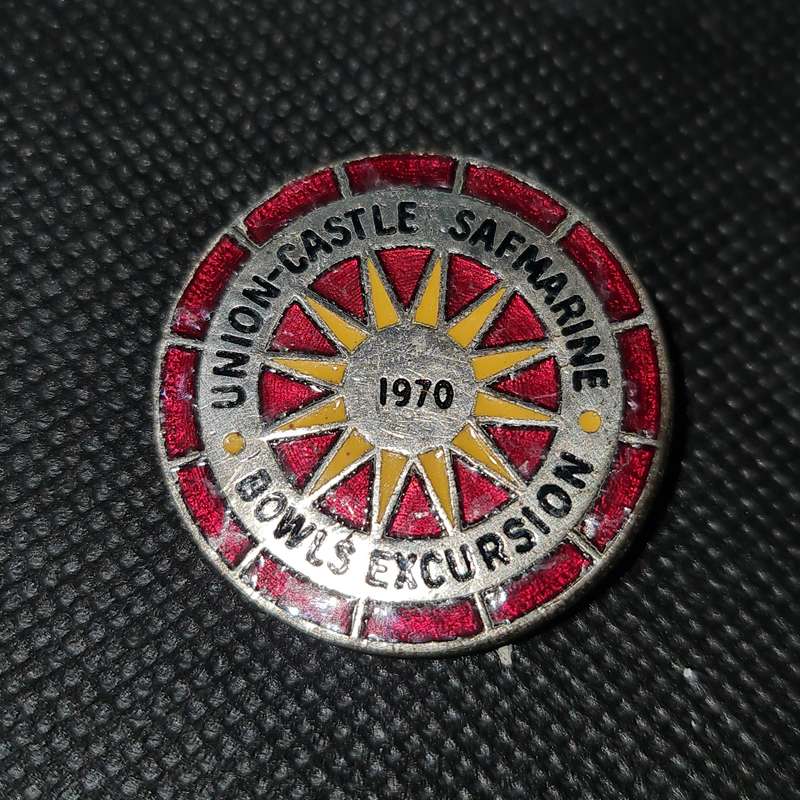 UNION-CASTLE SAFMARINE
1970
BOWLS EXCURSION